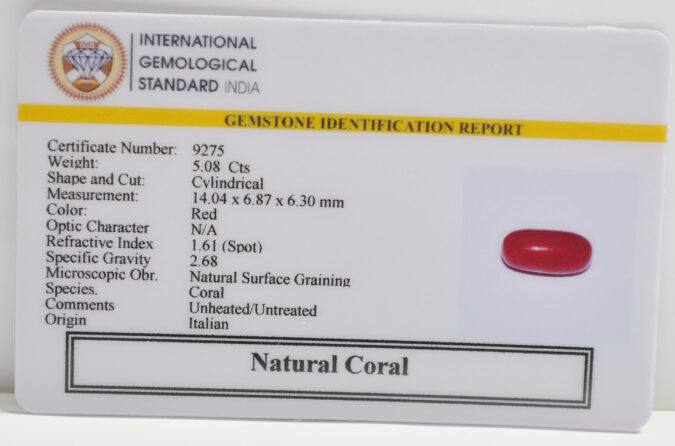 INTERNATIONAL
GEMOLOGICAL
STANDARD INDIA
GEMSTONE IDENTIFICATION REPORT
Certificate Number: 9275
Weight: 5.08 Cts
Shape and Cut: Cylindrical
Measurement: 14.04 x 6.87 x 6.30 mm
Color: Red
Optic Character N/A
Refractive Index 1.61 (Spot)
Specific Gravity 2.68
Microscopic Obr. Natural Surface Graining
Species. Coral
Comments Unheated/Untreated
Origin Italian
Natural Coral